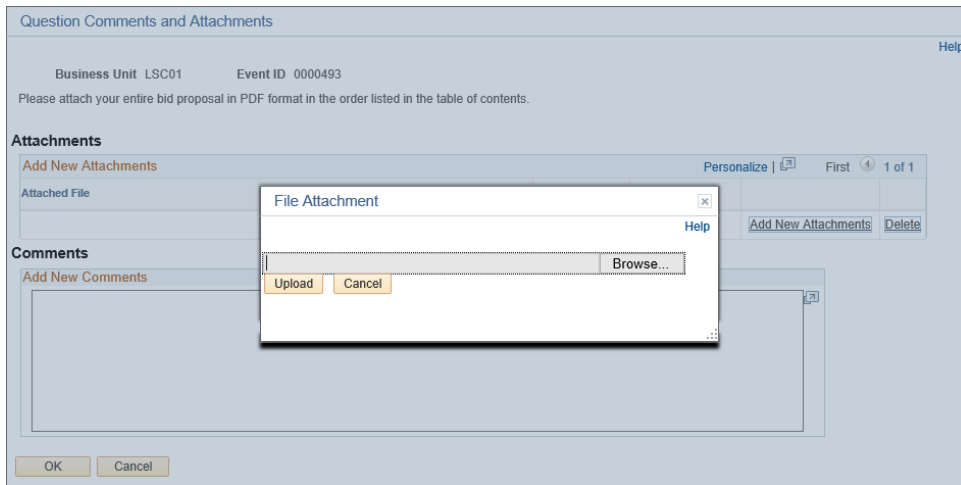 Question Comments and Attachments
Help
Business Unit LSC01 Event ID 0000493
Please attach your entire bid proposal in PDF format in the order listed in the table of contents.
Attachments
Add New Attachments Personalize | First 1 of 1
Attached File
Add New Attachments Delete
File Attachment
Help
Browse...
Upload Cancel
Comments
Add New Comments
OK Cancel